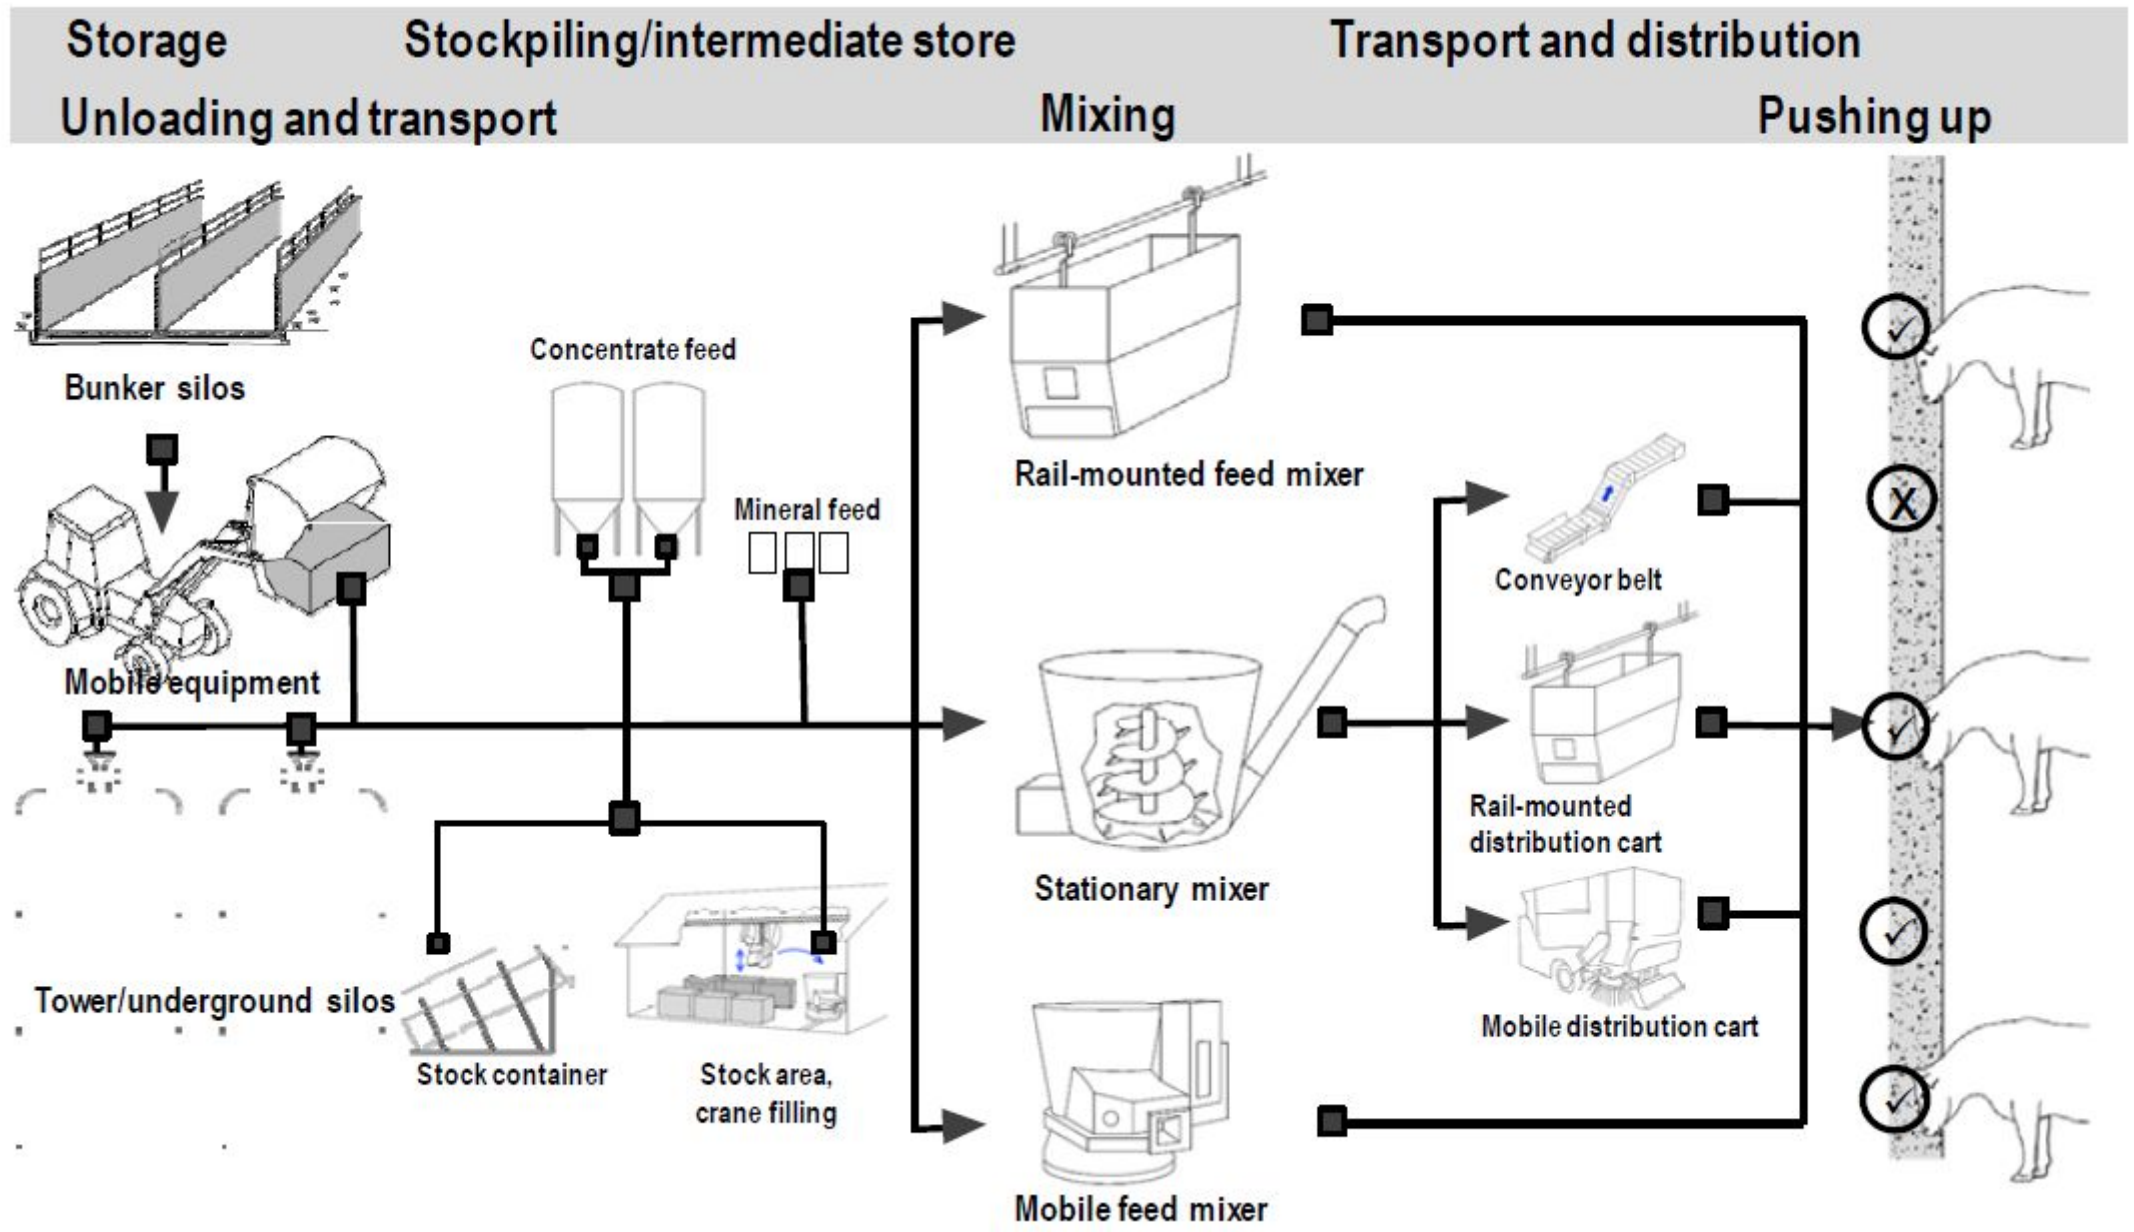 Storage
Stockpiling/intermediate store
Transport and distribution
Unloading and transport
Mixing
Pushing up
Bunker silos
Concentrate feed
Mineral feed
Rail-mounted feed mixer
Conveyor belt
Mobile equipment
Rail-mounted
distribution cart
Stationary mixer
Tower/underground silos
Stock container
Stock area,
crane filling
Mobile distribution cart
Mobile feed mixer
X